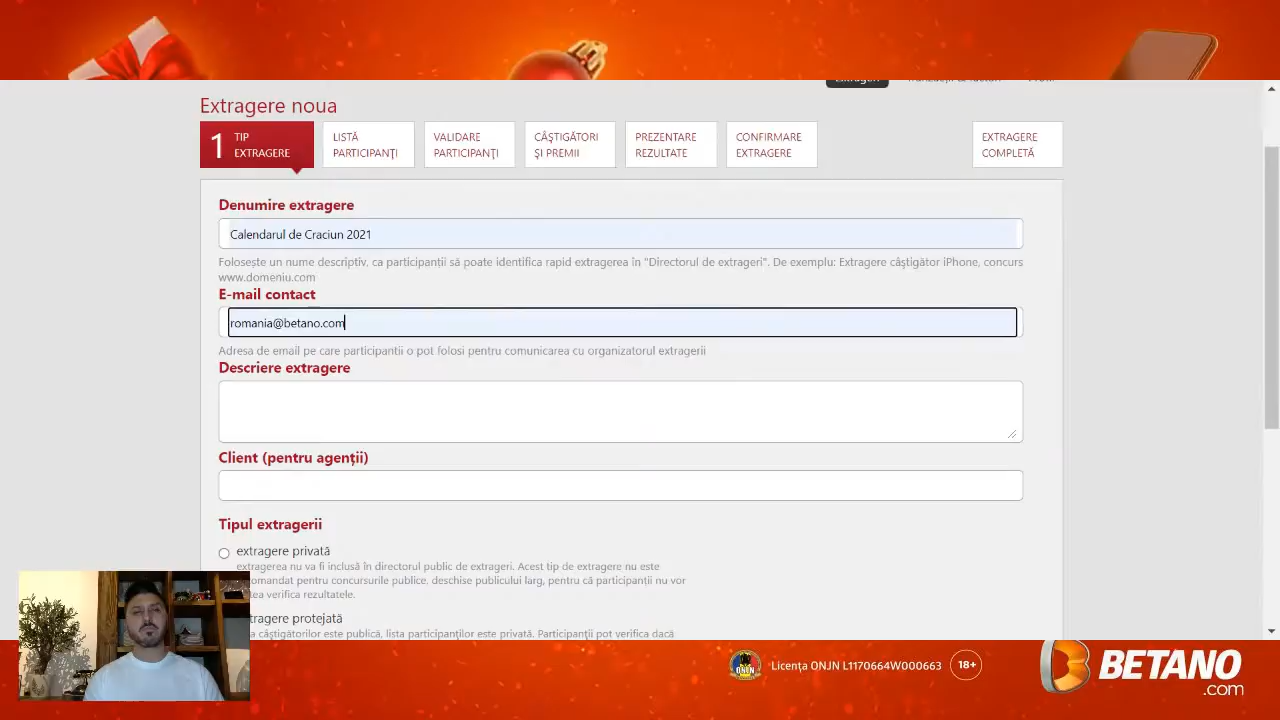 Extragere noua
1 TIP EXTRAGERE
LISTĂ PARTICIPANȚI
VALIDARE PARTICIPANȚI
CÂȘTIGĂTORI ȘI PREMII
PREZENTARE REZULTATE
CONFIRMARE EXTRAGERE
EXTRAGERE COMPLETĂ
Denumire extragere
Calendarul de Craciun 2021
Folosește un nume descriptiv, ca participanții să poate identifica rapid extragerea în "Directorul de extrageri". De exemplu: Extragere câștigător iPhone, concurs
www.domeniu.com
E-mail contact
romania@betano.com
Adresa de email pe care participantii o pot folosi pentru comunicarea cu organizatorul extragerii
Descriere extragere
Client (pentru agenții)
Tipul extragerii
extragere privată
extragerea nu va fi inclusă în directorul public de extrageri. Acest tip de extragere nu este
comandat pentru concursurile publice, deschise publicului larg, pentru că participanții nu vor
tea verifica rezultatele.
tragere protejată
a câștigătorilor este publică, lista participanților este privată. Participanții pot verifica dacă
ONJN
Licența ONJN L1170664W000663
18+
BETANO
.com